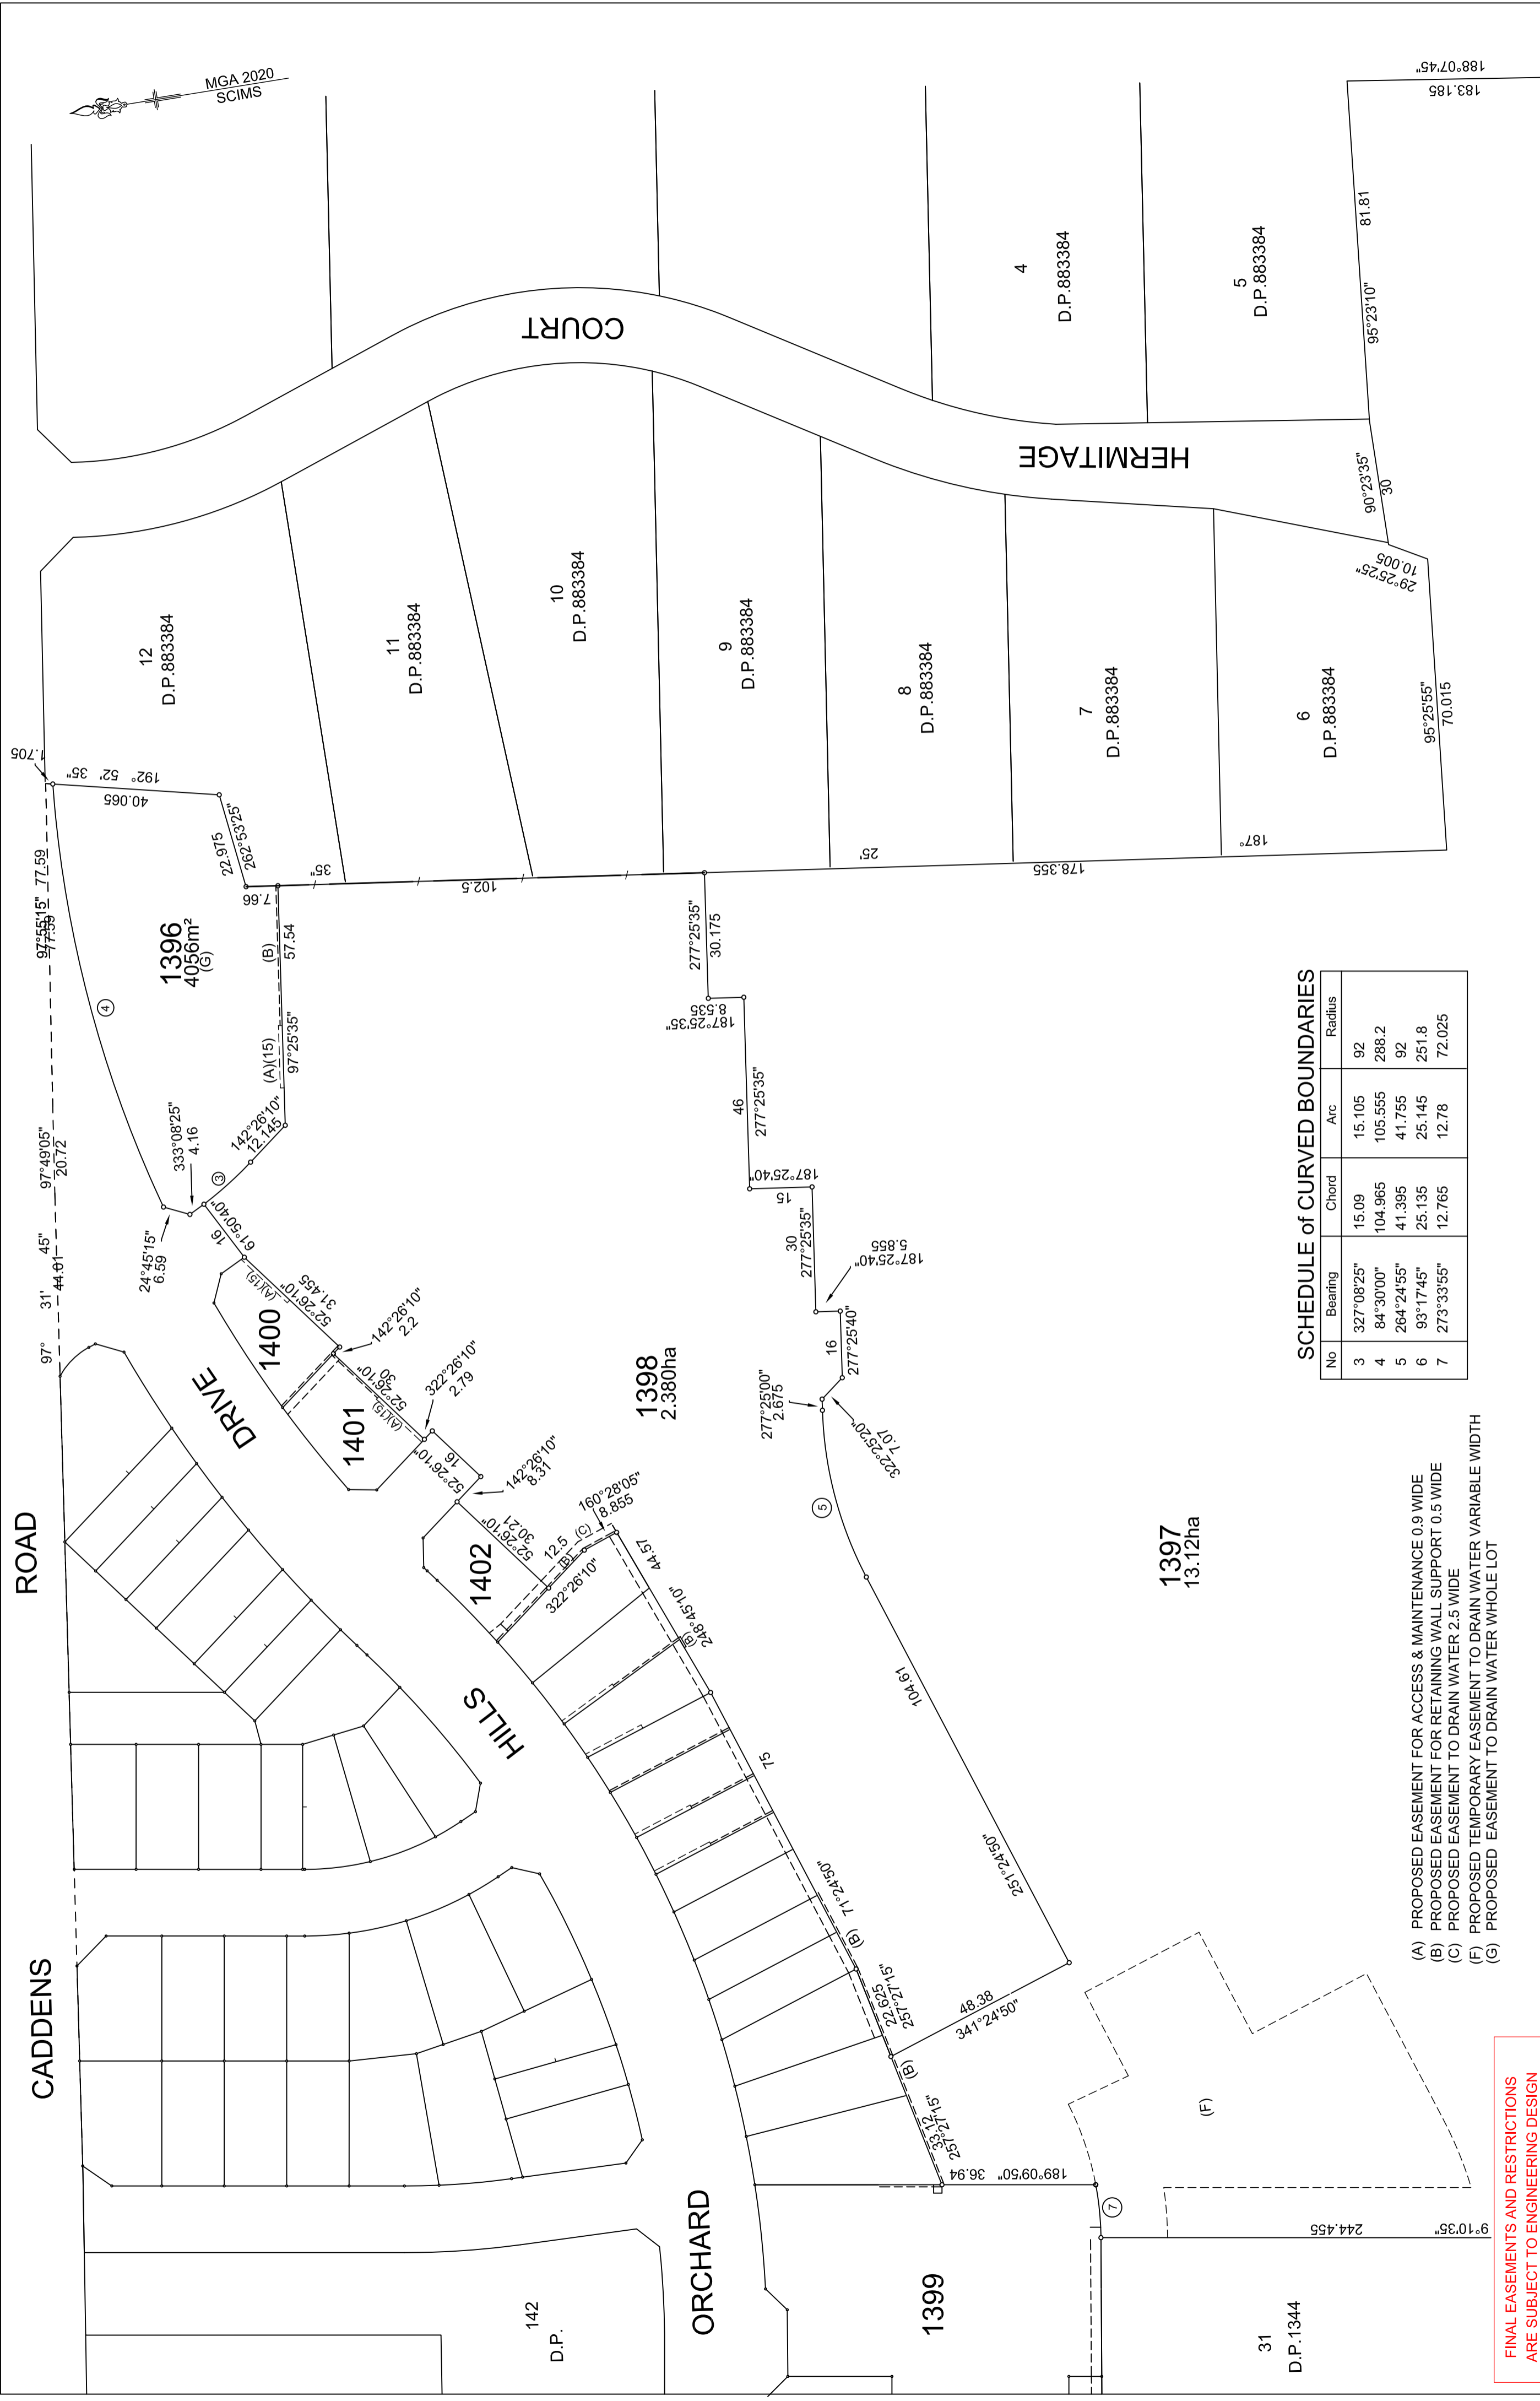 MGA 2020
SCIMS
ROAD
CADDENS
DRIVE
HILLS
ORCHARD
HERMITAGE
COURT
97° 31' 45"
44.01
97°49'05"
20.72
77.59
77.59
1.705
192° 52' 35"
40.065
22.975
262°53'25"
7.66
35"
102.5
25'
178.355
187°
12
D.P.883384
11
D.P.883384
10
D.P.883384
9
D.P.883384
8
D.P.883384
7
D.P.883384
6
D.P.883384
4
D.P.883384
5
D.P.883384
188°07'45"
183.185
81.81
95°23'10"
90°23'35"
30
29°25'25"
10.005
95°25'55"
70.015
1396
4056m²
(G)
4
(B)
57.54
(A)(15)
97°25'35"
142°26'10"
12.145
3
333°08'25"
4.16
24°45'15"
6.59
16
61°50'40"
(A)(15)
52°26'10"
31.455
1400
142°26'10"
2.2
52°26'10"
30
(A)(15)
1401
322°26'10"
2.79
52°26'10"
16
142°26'10"
8.31
52°26'10"
30.21
1402
12.5
(B)
(C)
322°26'10"
160°28'05"
8.855
44.57
248°45'10"
(B)
75
71°24'50"
(B)
22.625
257°27'15"
(B)
33.12
257°27'15"
36.94
189°09'50"
7
1398
2.380ha
277°25'35"
30.175
187°25'35"
8.535
46
277°25'35"
187°25'40"
15
30
277°25'35"
187°25'40"
5.855
16
277°25'40"
322°25'20"
7.07
277°25'00"
2.675
5
104.61
251°24'50"
48.38
341°24'50"
1397
13.12ha
1399
142
D.P.
31
D.P.1344
244.455
9°10'35"
(F)
SCHEDULE of CURVED BOUNDARIES
No Bearing Chord Arc Radius
3 327°08'25" 15.09 15.105 92
4 84°30'00" 104.965 105.555 288.2
5 264°24'55" 41.395 41.755 92
6 93°17'45" 25.135 25.145 251.8
7 273°33'55" 12.765 12.78 72.025
(A) PROPOSED EASEMENT FOR ACCESS & MAINTENANCE 0.9 WIDE
(B) PROPOSED EASEMENT FOR RETAINING WALL SUPPORT 0.5 WIDE
(C) PROPOSED EASEMENT TO DRAIN WATER 2.5 WIDE
(F) PROPOSED TEMPORARY EASEMENT TO DRAIN WATER VARIABLE WIDTH
(G) PROPOSED EASEMENT TO DRAIN WATER WHOLE LOT
FINAL EASEMENTS AND RESTRICTIONS
ARE SUBJECT TO ENGINEERING DESIGN